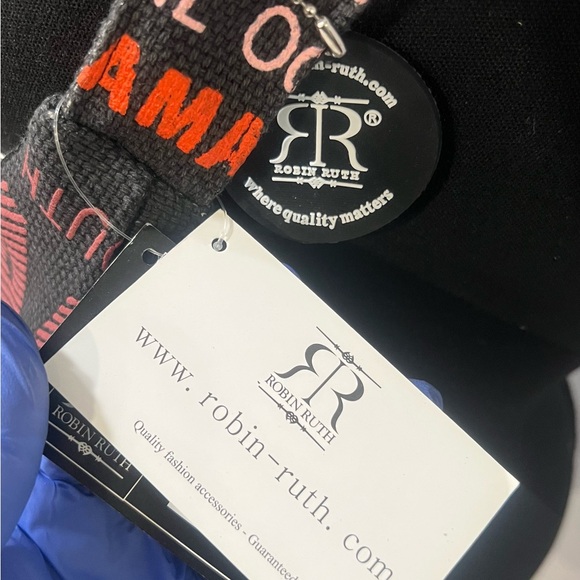 OC
AMA
n-ruth.com
RR®
ROBIN RUTH
where quality matters
RR
ROBIN RUTH
www.robin-ruth.com
Quality fashion accessories - Guaranteed
ROBIN RUTH